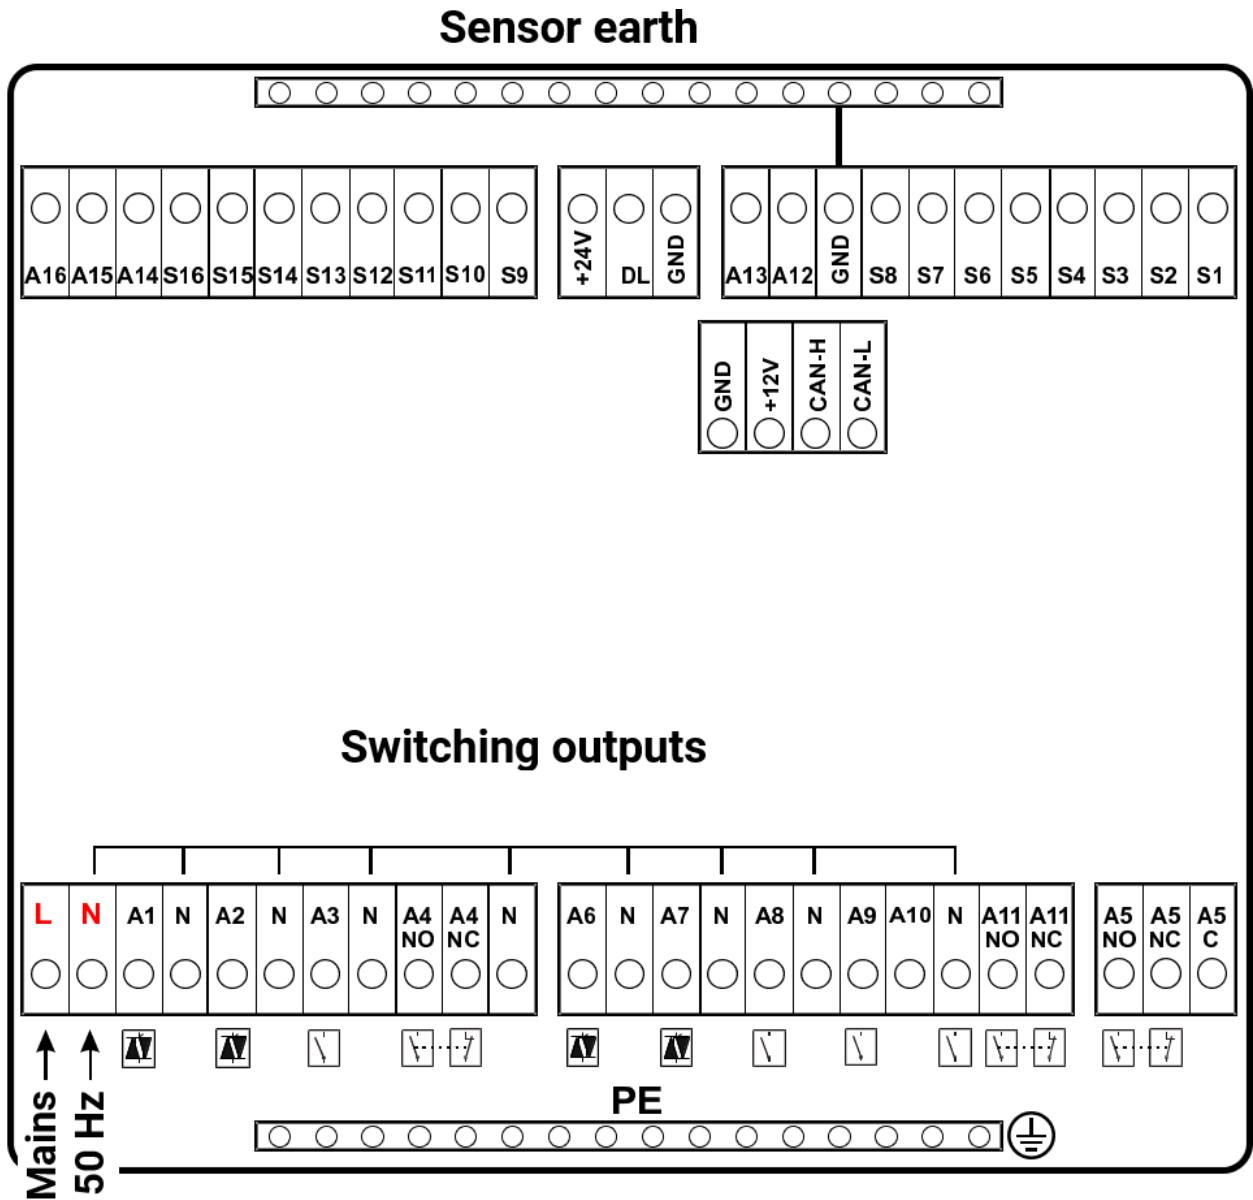 Sensor earth
A16 A15 A14 S16 S15 S14 S13 S12 S11 S10 S9 +24V DL GND A13 A12 GND S8 S7 S6 S5 S4 S3 S2 S1
GND +12V CAN-H CAN-L
Switching outputs
L N A1 N A2 N A3 N A4 A4 N A6 N A7 N A8 N A9 A10 N A11 A11 A5 A5 A5
NO NC NO NC NO NC C
PE
Mains
50 Hz